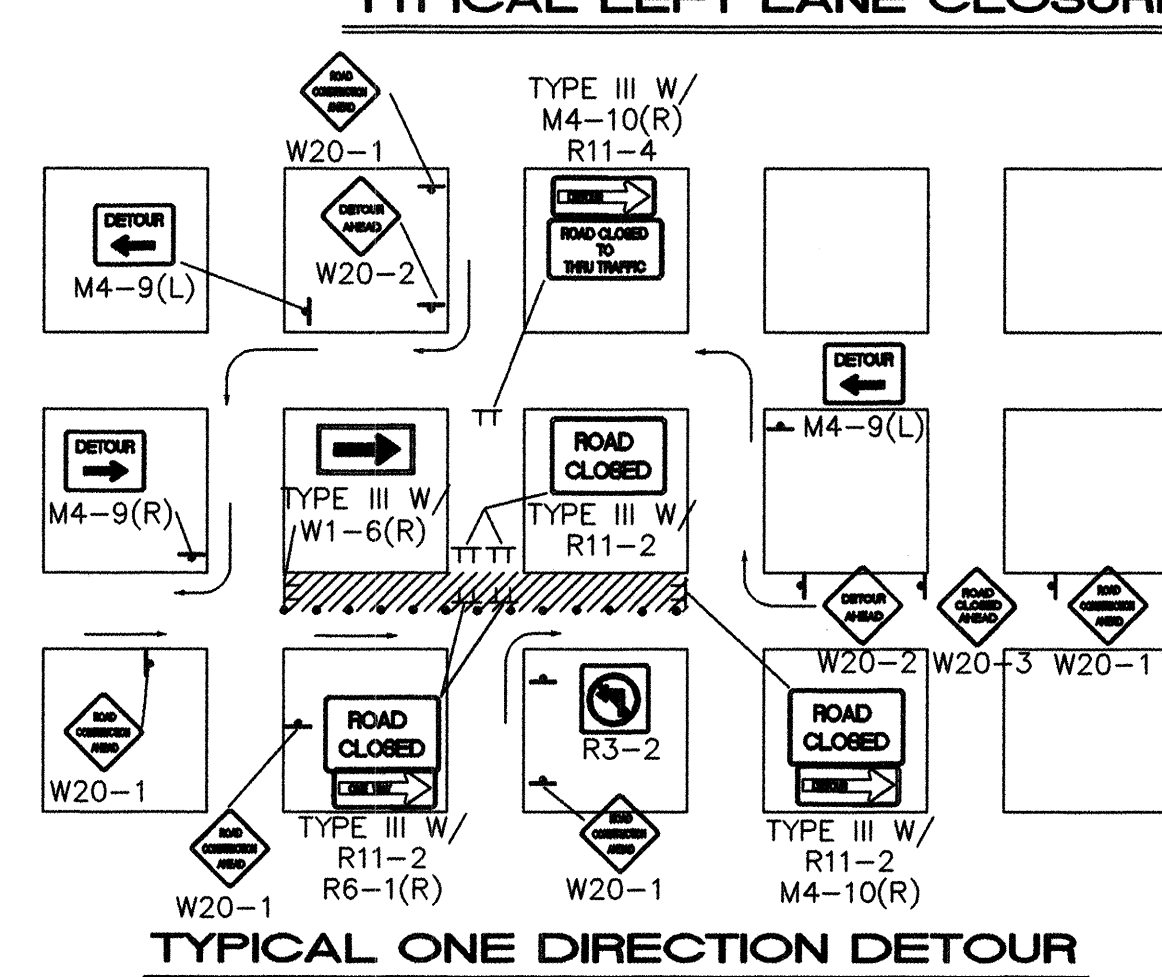 TYPICAL LEFT LANE CLOSURE
ROAD
CONSTRUCTION
AHEAD
W20-1
TYPE III W/
M4-10(R)
R11-4
DETOUR
ROAD CLOSED
TO
THRU TRAFFIC
DETOUR
M4-9(L)
DETOUR
AHEAD
W20-2
DETOUR
M4-9(L)
DETOUR
M4-9(R)
TYPE III W/
W1-6(R)
ROAD
CLOSED
TYPE III W/
R11-2
DETOUR
AHEAD
W20-2
ROAD
CLOSED
AHEAD
W20-3
ROAD
CONSTRUCTION
AHEAD
W20-1
ROAD
CONSTRUCTION
AHEAD
W20-1
ROAD
CONSTRUCTION
AHEAD
W20-1
ROAD
CLOSED
ONE WAY
TYPE III W/
R11-2
R6-1(R)
R3-2
ROAD
CONSTRUCTION
AHEAD
W20-1
ROAD
CLOSED
DETOUR
TYPE III W/
R11-2
M4-10(R)
TYPICAL ONE DIRECTION DETOUR